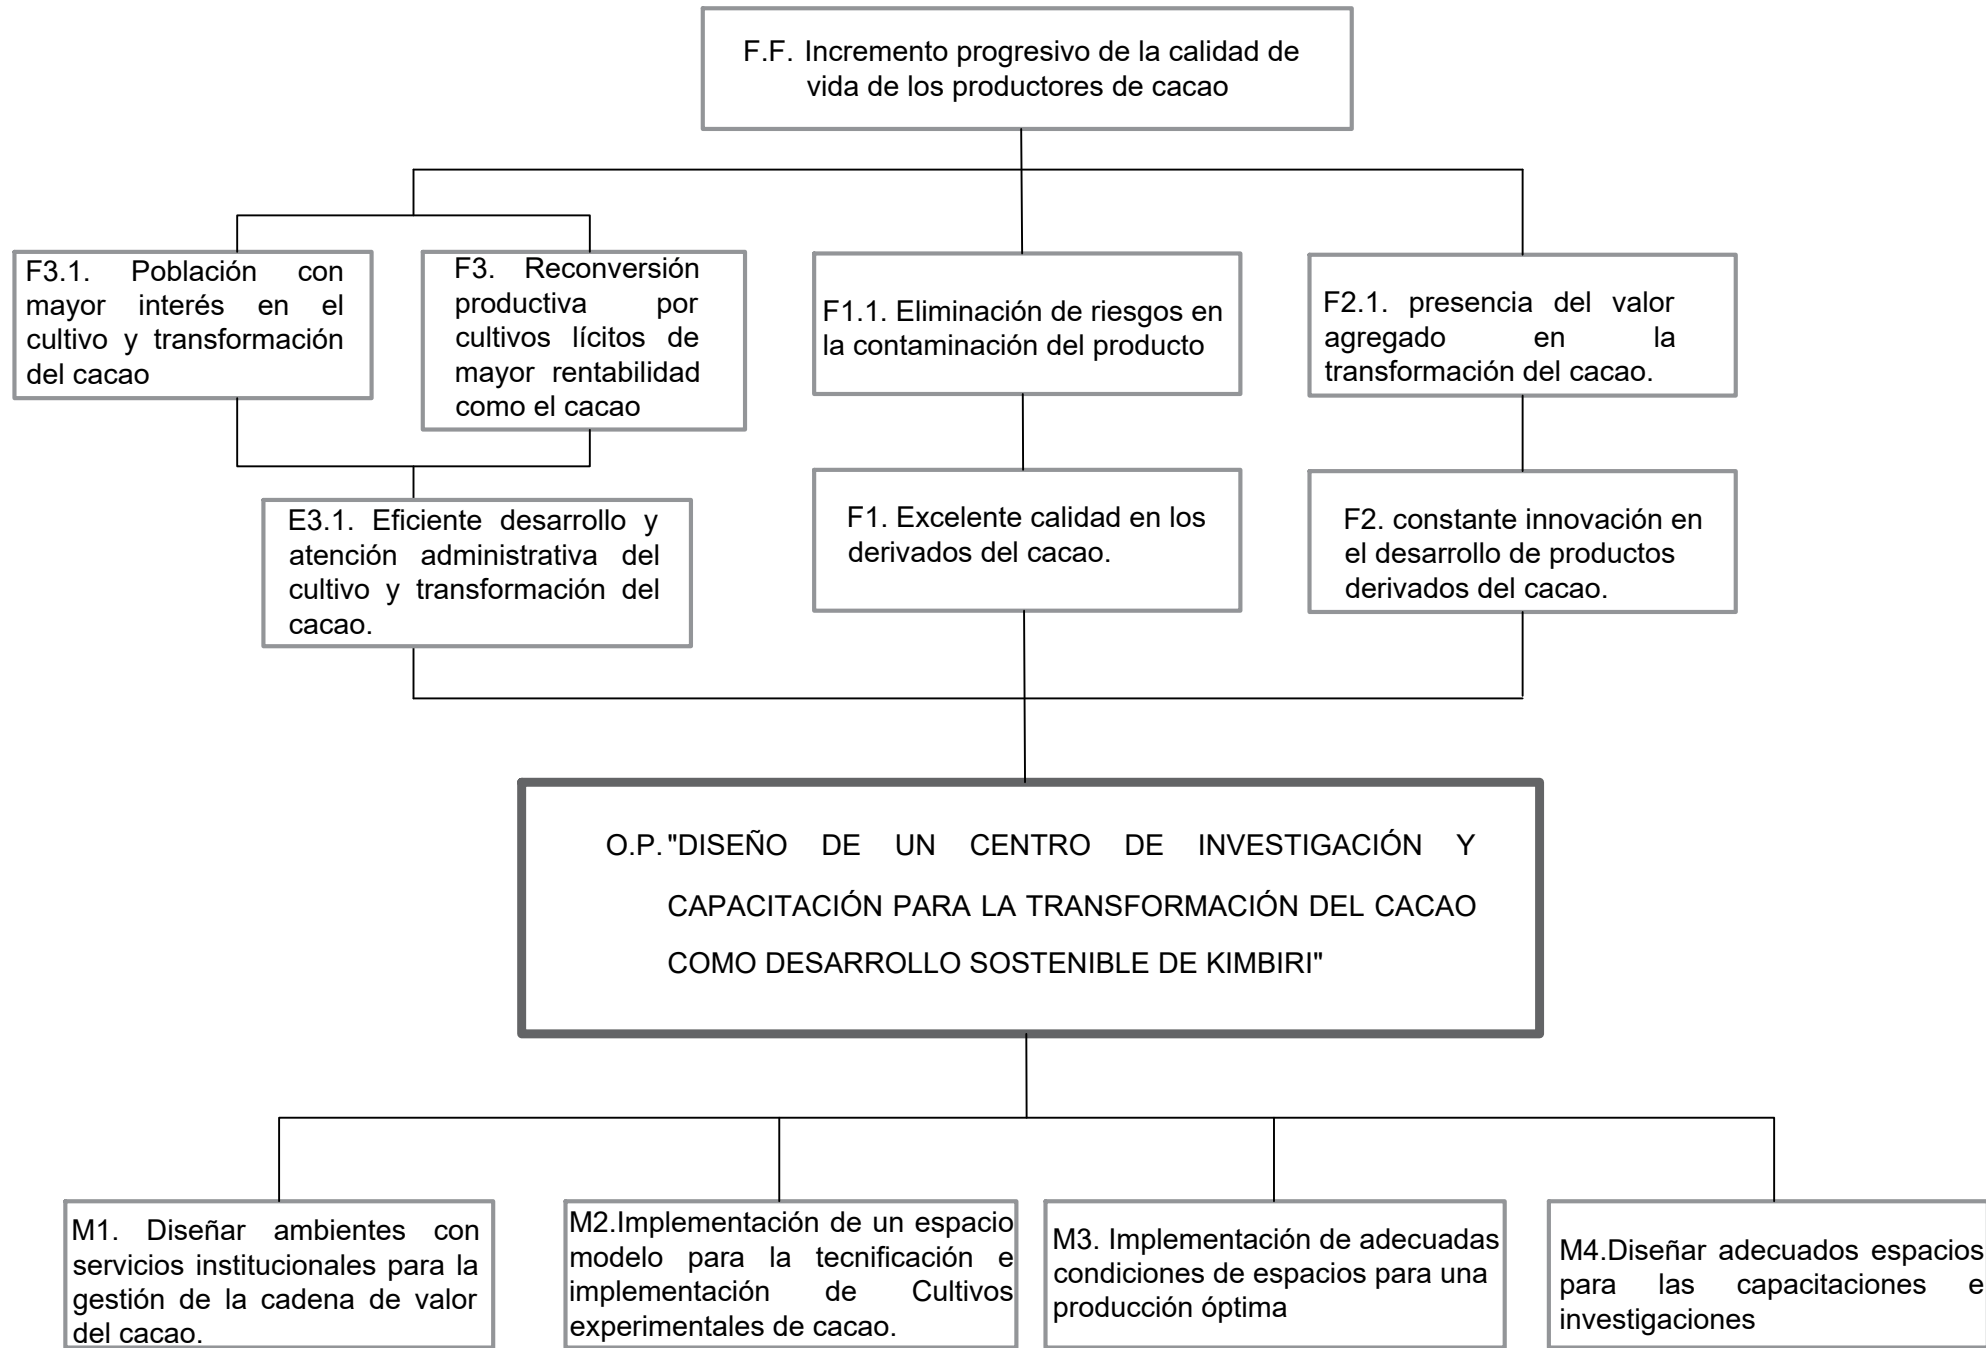 F.F. Incremento progresivo de la calidad de
vida de los productores de cacao
F3.1. Población con
mayor interés en el
cultivo y transformación
del cacao
F3. Reconversión
productiva por
cultivos lícitos de
mayor rentabilidad
como el cacao
F1.1. Eliminación de riesgos en
la contaminación del producto
F2.1. presencia del valor
agregado en la
transformación del cacao.
E3.1. Eficiente desarrollo y
atención administrativa del
cultivo y transformación del
cacao.
F1. Excelente calidad en los
derivados del cacao.
F2. constante innovación en
el desarrollo de productos
derivados del cacao.
O.P. "DISEÑO DE UN CENTRO DE INVESTIGACIÓN Y
CAPACITACIÓN PARA LA TRANSFORMACIÓN DEL CACAO
COMO DESARROLLO SOSTENIBLE DE KIMBIRI"
M1. Diseñar ambientes con
servicios institucionales para la
gestión de la cadena de valor
del cacao.
M2.Implementación de un espacio
modelo para la tecnificación e
implementación de Cultivos
experimentales de cacao.
M3. Implementación de adecuadas
condiciones de espacios para una
producción óptima
M4.Diseñar adecuados espacios
para las capacitaciones e
investigaciones